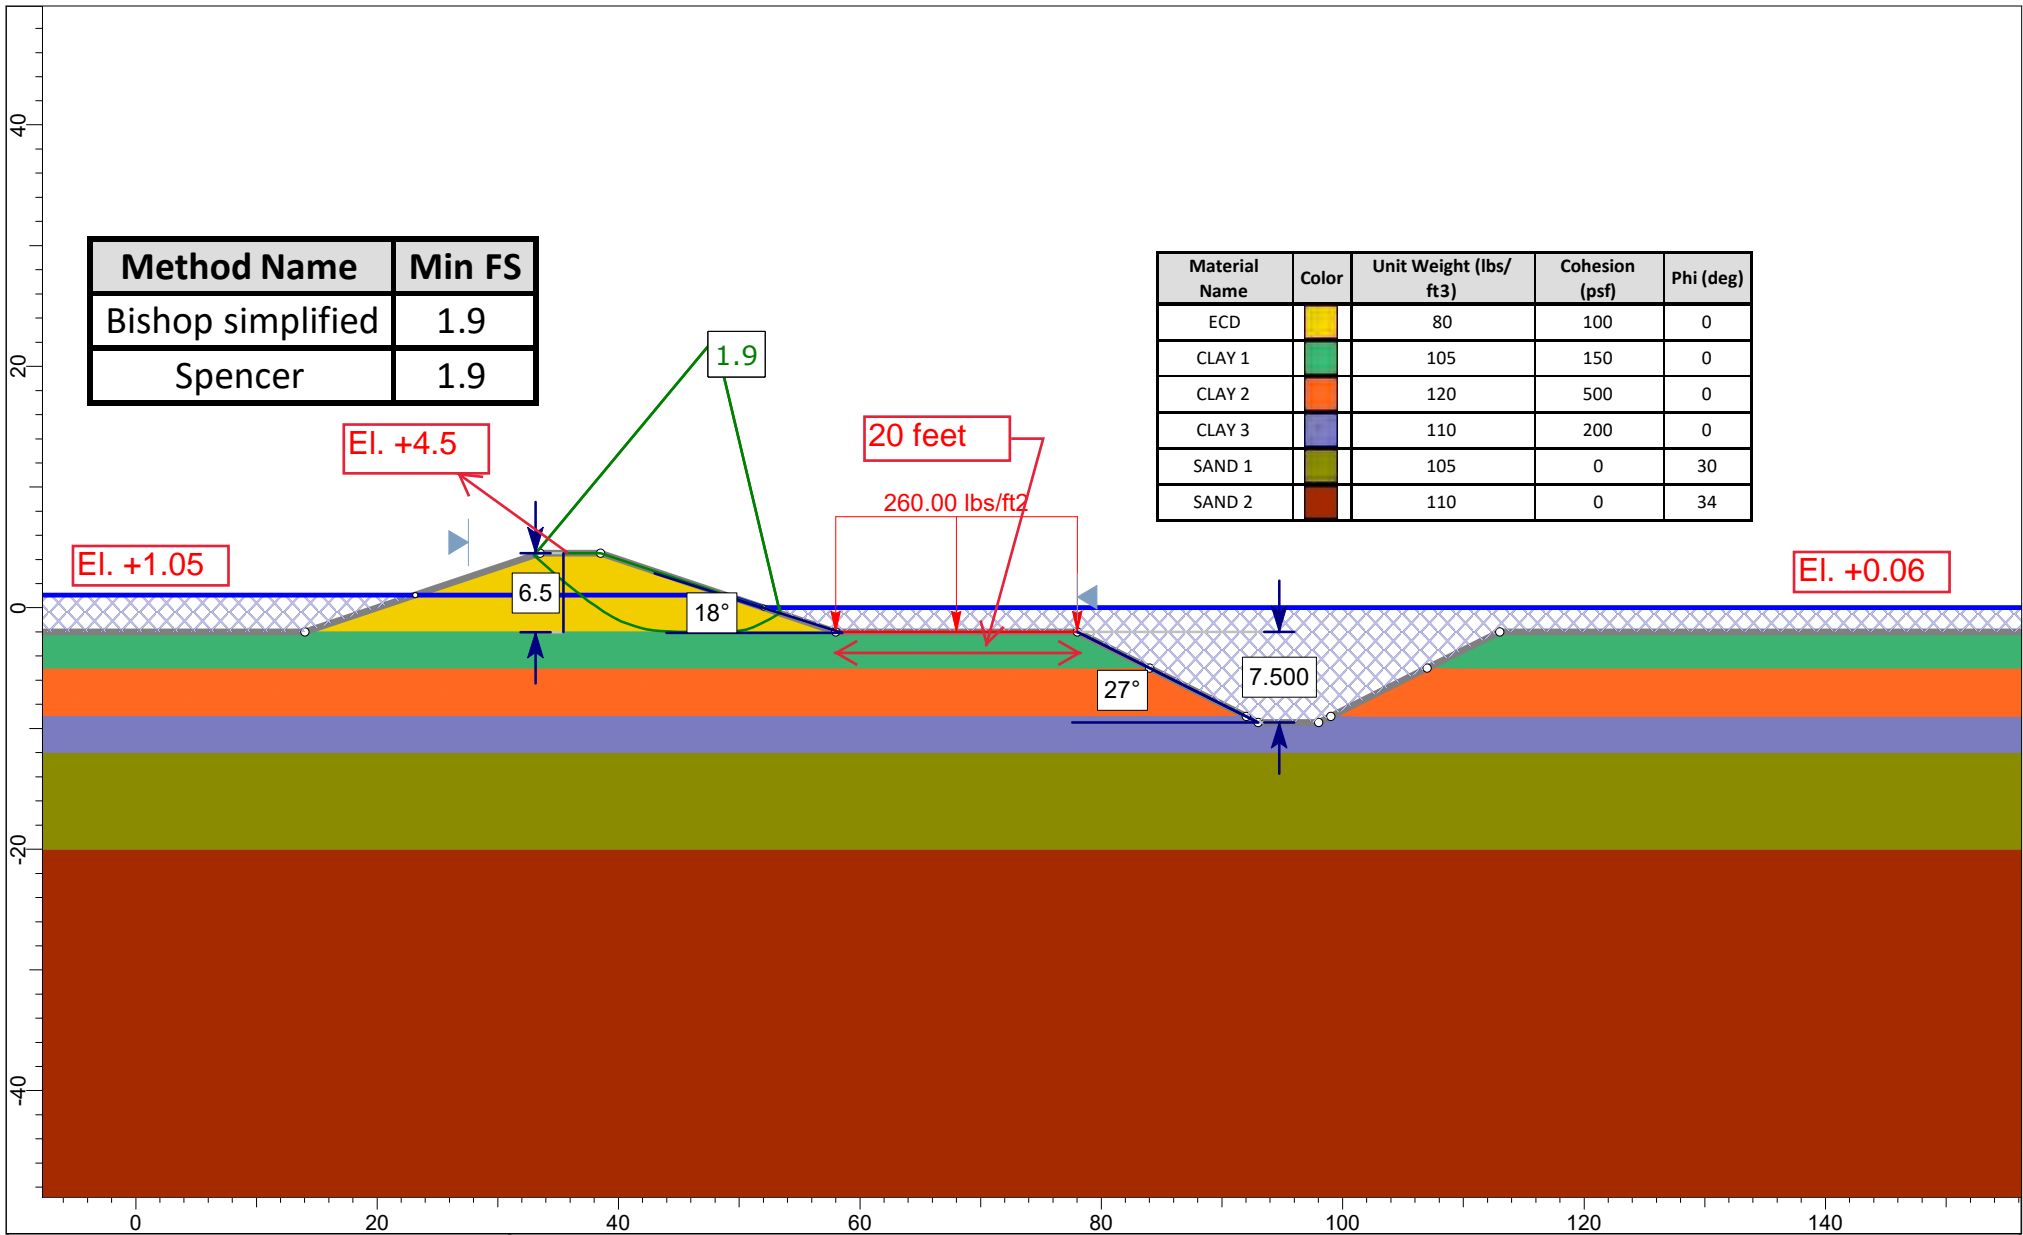 40
20
0
-20
-40
Method Name Min FS
Bishop simplified 1.9
Spencer 1.9
Material Name Color Unit Weight (lbs/ft3) Cohesion (psf) Phi (deg)
ECD 80 100 0
CLAY 1 105 150 0
CLAY 2 120 500 0
CLAY 3 110 200 0
SAND 1 105 0 30
SAND 2 110 0 34
1.9
El. +4.5
20 feet
260.00 lbs/ft2
El. +1.05
El. +0.06
6.5
18°
27°
7.500
0 20 40 60 80 100 120 140